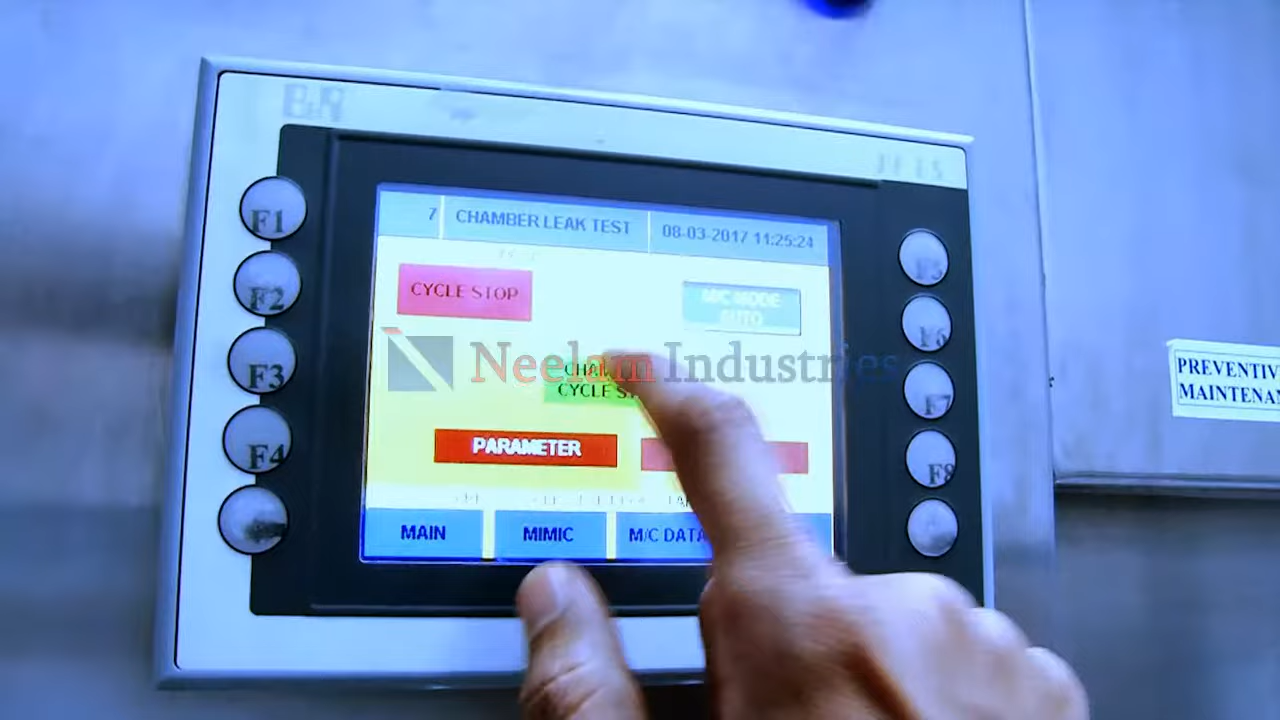 F1
F2
F3
F4
F6
F7
F8
7
CHAMBER LEAK TEST
08-03-2017 11:25:24
CYCLE STOP
M/C MODE
AUTO
Neelam Industries
CYCLE
PARAMETER
MAIN
MIMIC
M/C DATA
PREVENTIV
MAINTENAN